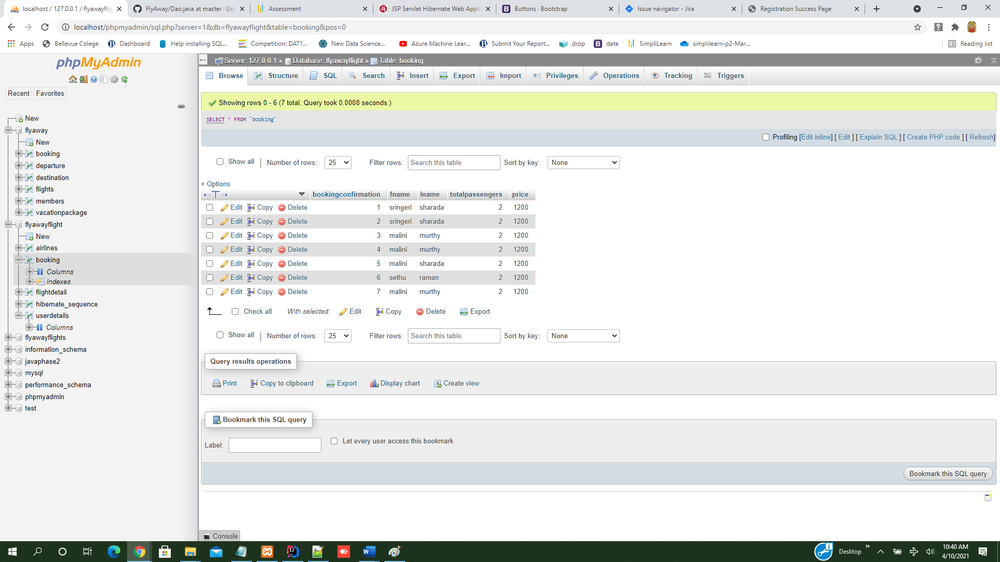 localhost / 127.0.0.1 / flyawayflig
FlyAway/Dao.java at master · Ush
Assessment
JSP Servlet Hibernate Web Appli
Buttons · Bootstrap
Issue navigator - Jira
Registration Success Page
localhost/phpmyadmin/sql.php?server=1&db=flyawayflight&table=booking&pos=0
Apps
Bellevue Colege
Dashboard
Help installing SQL...
Competition: DAT1...
New Data Science...
Azure Machine Lear...
Submit Your Report...
drop
date
SimpliLearn
simplilearn-p2-Mar...
Reading list
phpMyAdmin
Recent Favorites
New
flyaway
New
booking
departure
destination
flights
members
vacationpackage
flyawayflight
New
airlines
booking
Columns
Indexes
flightdetail
hibernate_sequence
userdetails
Columns
flyawayflights
information_schema
javaphase2
mysql
performance_schema
phpmyadmin
test
Server: 127.0.0.1 » Database: flyawayflight » Table: booking
Browse Structure SQL Search Insert Export Import Privileges Operations Tracking Triggers
Showing rows 0 - 6 (7 total, Query took 0.0008 seconds.)
SELECT * FROM `booking`
Profiling [Edit inline] [ Edit ] [ Explain SQL ] [ Create PHP code ] [ Refresh]
Show all | Number of rows: 25 Filter rows: Search this table Sort by key: None
+ Options
←T→ bookingconfirmation fname lname totalpassengers price
Edit Copy Delete 1 sringeri sharada 2 1200
Edit Copy Delete 2 sringeri sharada 2 1200
Edit Copy Delete 3 malini murthy 2 1200
Edit Copy Delete 4 malini murthy 2 1200
Edit Copy Delete 5 malini sharada 2 1200
Edit Copy Delete 6 sethu raman 2 1200
Edit Copy Delete 7 malini murthy 2 1200
Check all With selected: Edit Copy Delete Export
Show all | Number of rows: 25 Filter rows: Search this table Sort by key: None
Query results operations
Print Copy to clipboard Export Display chart Create view
Bookmark this SQL query
Label: Let every user access this bookmark
Bookmark this SQL query
Console
Desktop
10:40 AM
4/10/2021